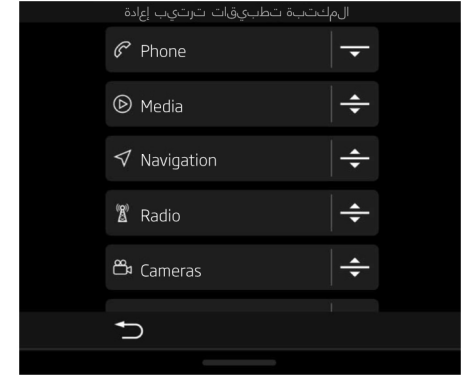 إعادة ترتيب تطبيقات المكتبة
Phone
Media
Navigation
Radio
Cameras